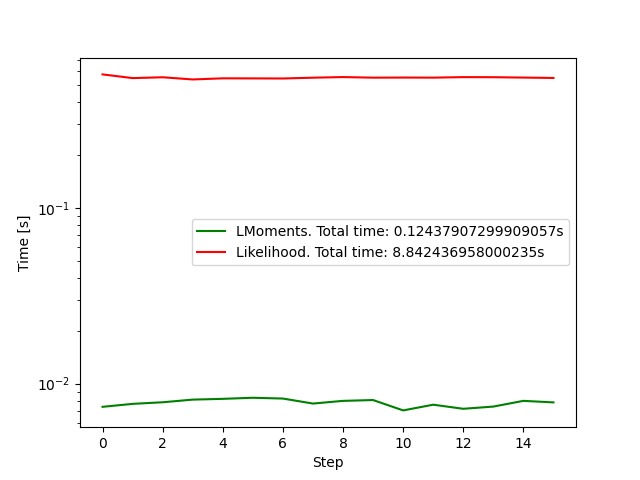 Time [s]
10⁻¹
10⁻²
LMoments. Total time: 0.12437907299909057s
Likelihood. Total time: 8.842436958000235s
0 2 4 6 8 10 12 14
Step